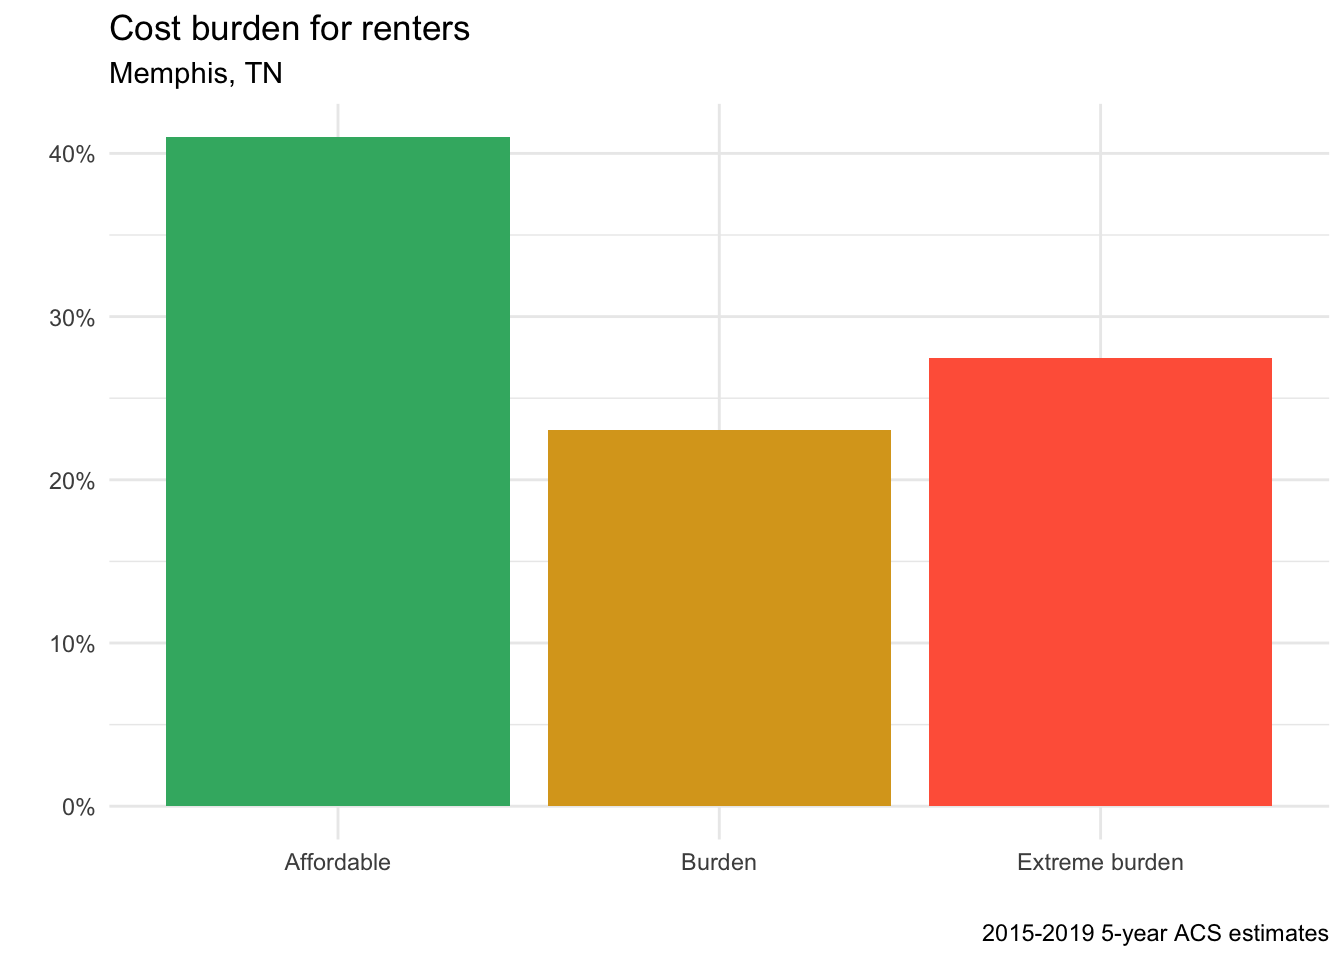 Cost burden for renters
Memphis, TN
40%
30%
20%
10%
0%
Affordable
Burden
Extreme burden
2015-2019 5-year ACS estimates